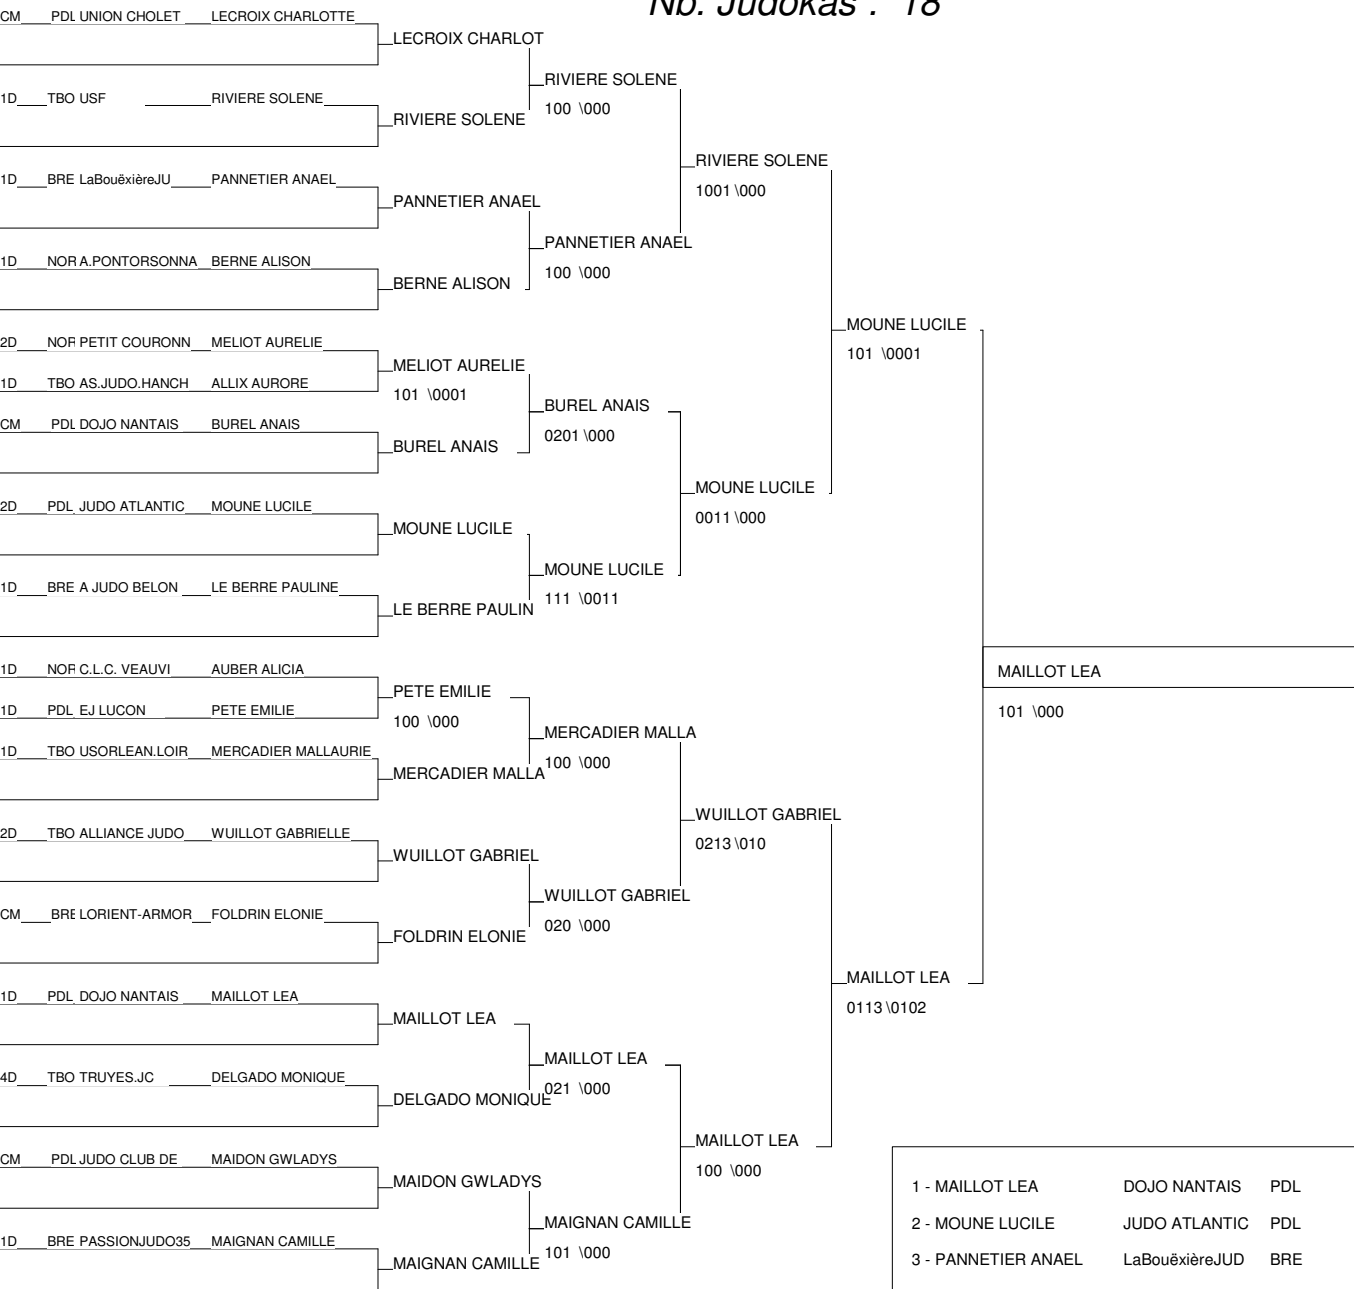 Nb. Judokas : 18
CM PDL UNION CHOLET LECROIX CHARLOTTE
LECROIX CHARLOT
RIVIERE SOLENE
1D TBO USF RIVIERE SOLENE
100 \000
RIVIERE SOLENE
RIVIERE SOLENE
1D BRE LaBouëxièreJU PANNETIER ANAEL
1001 \000
PANNETIER ANAEL
PANNETIER ANAEL
1D NOR A.PONTORSONNA BERNE ALISON
100 \000
BERNE ALISON
MOUNE LUCILE
2D NOR PETIT COURONN MELIOT AURELIE
101 \0001
MELIOT AURELIE
1D TBO AS.JUDO.HANCH ALLIX AURORE
101 \0001
BUREL ANAIS
CM PDL DOJO NANTAIS BUREL ANAIS
0201 \000
BUREL ANAIS
MOUNE LUCILE
2D PDL JUDO ATLANTIC MOUNE LUCILE
0011 \000
MOUNE LUCILE
MOUNE LUCILE
1D BRE A JUDO BELON LE BERRE PAULINE
111 \0011
LE BERRE PAULIN
1D NOR C.L.C. VEAUVI AUBER ALICIA
MAILLOT LEA
PETE EMILIE
1D PDL EJ LUCON PETE EMILIE
101 \000
100 \000
MERCADIER MALLA
1D TBO USORLEAN.LOIR MERCADIER MALLAURIE
100 \000
MERCADIER MALLA
WUILLOT GABRIEL
2D TBO ALLIANCE JUDO WUILLOT GABRIELLE
0213 \010
WUILLOT GABRIEL
WUILLOT GABRIEL
CM BRE LORIENT-ARMOR FOLDRIN ELONIE
020 \000
FOLDRIN ELONIE
MAILLOT LEA
1D PDL DOJO NANTAIS MAILLOT LEA
0113 \0102
MAILLOT LEA
MAILLOT LEA
4D TBO TRUYES.JC DELGADO MONIQUE
021 \000
DELGADO MONIQUE
MAILLOT LEA
CM PDL JUDO CLUB DE MAIDON GWLADYS
100 \000
MAIDON GWLADYS
1 - MAILLOT LEA DOJO NANTAIS PDL
MAIGNAN CAMILLE
2 - MOUNE LUCILE JUDO ATLANTIC PDL
1D BRE PASSIONJUDO35 MAIGNAN CAMILLE
101 \000
MAIGNAN CAMILLE
3 - PANNETIER ANAEL LaBouëxièreJUD BRE